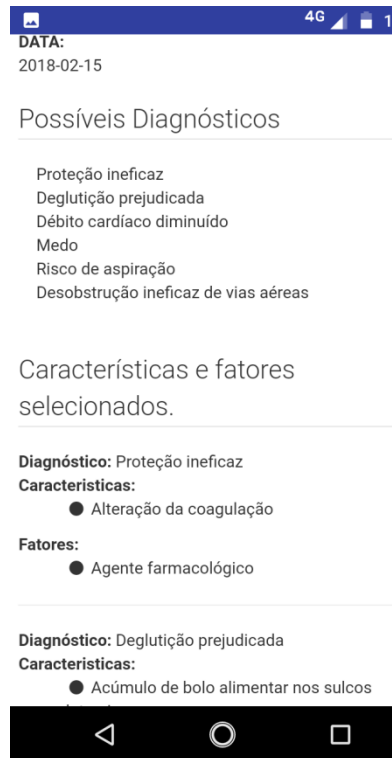 4G
DATA:
2018-02-15
Possíveis Diagnósticos
Proteção ineficaz
Deglutição prejudicada
Débito cardíaco diminuído
Medo
Risco de aspiração
Desobstrução ineficaz de vias aéreas
Características e fatores
selecionados.
Diagnóstico: Proteção ineficaz
Caracteristicas:
● Alteração da coagulação
Fatores:
● Agente farmacológico
Diagnóstico: Deglutição prejudicada
Caracteristicas:
● Acúmulo de bolo alimentar nos sulcos